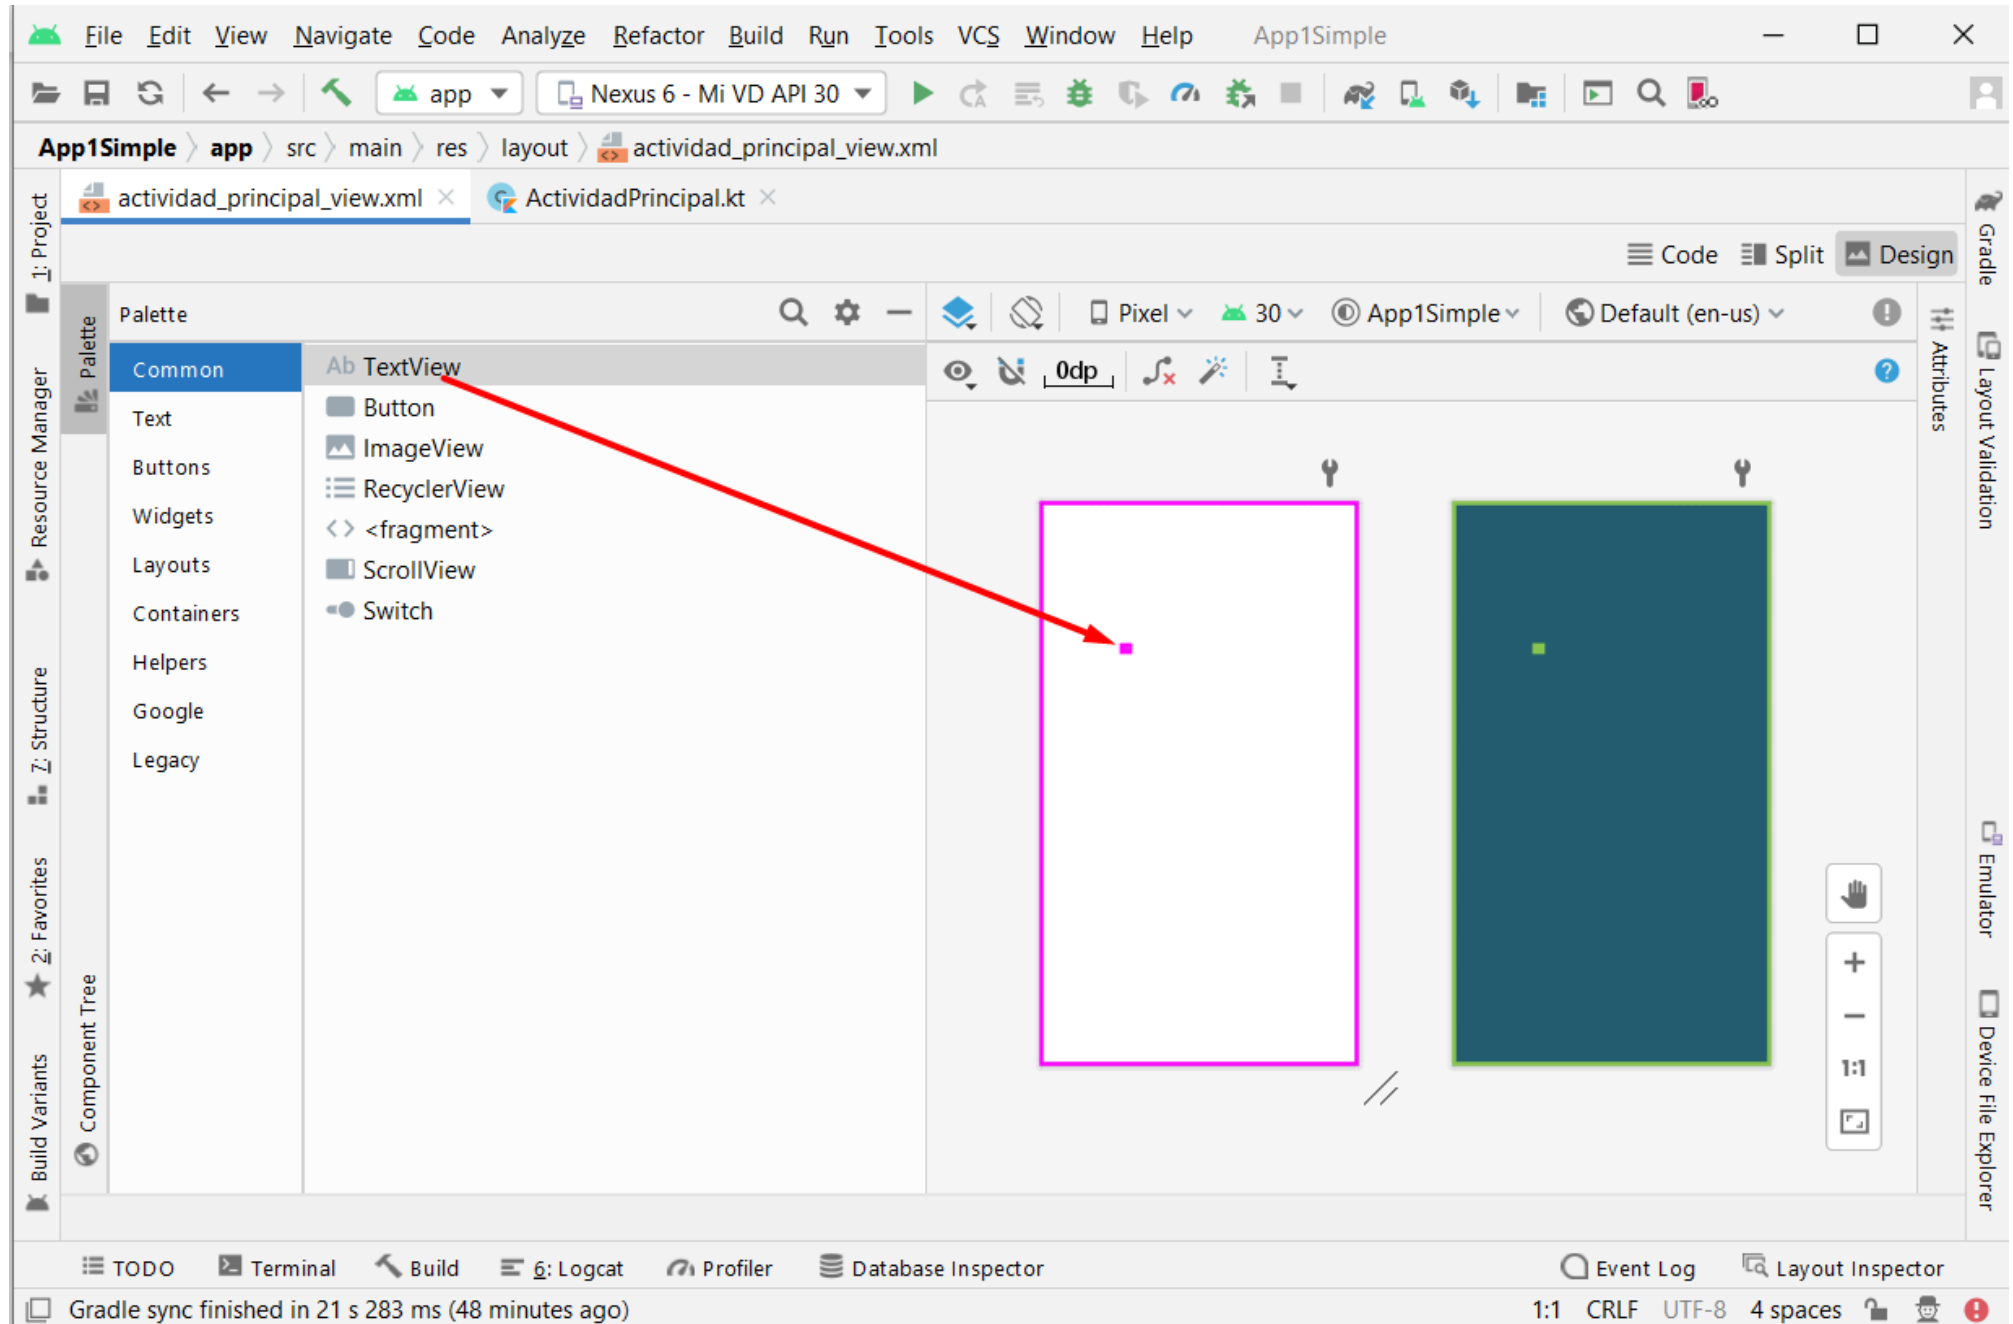 File Edit View Navigate Code Analyze Refactor Build Run Tools VCS Window Help App1Simple
app Nexus 6 - Mi VD API 30
App1Simple app src main res layout actividad_principal_view.xml
actividad_principal_view.xml ActividadPrincipal.kt
Code Split Design
1: Project
Resource Manager
7: Structure
2: Favorites
Build Variants
Palette
Component Tree
Palette
Common
Text
Buttons
Widgets
Layouts
Containers
Helpers
Google
Legacy
Ab TextView
Button
ImageView
RecyclerView
<fragment>
ScrollView
Switch
Pixel 30 App1Simple Default (en-us)
0dp
1:1
Attributes
Gradle
Layout Validation
Emulator
Device File Explorer
TODO Terminal Build 6: Logcat Profiler Database Inspector Event Log Layout Inspector
Gradle sync finished in 21 s 283 ms (48 minutes ago) 1:1 CRLF UTF-8 4 spaces